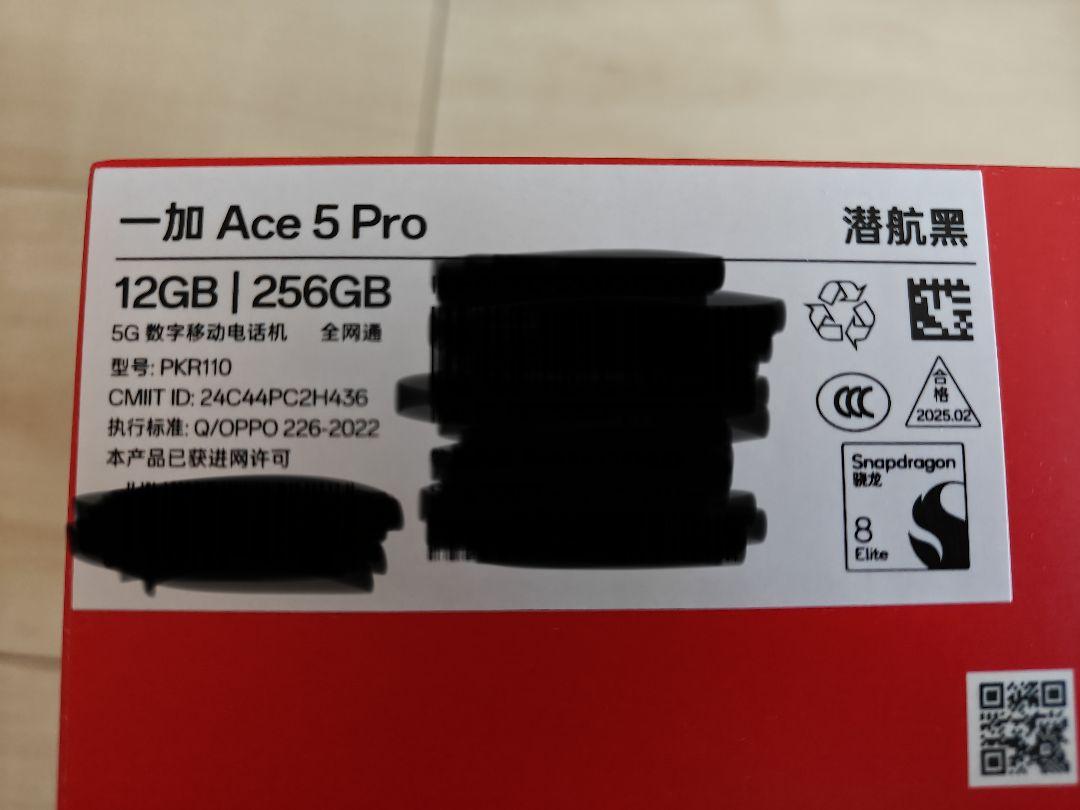 一加 Ace 5 Pro
潜航黑
12GB | 256GB
5G 数字移动电话机 全网通
型号: PKR110
CMIIT ID: 24C44PC2H436
执行标准: Q/OPPO 226-2022
本产品已获进网许可
合格
2025.02
Snapdragon
骁龙
8
Elite